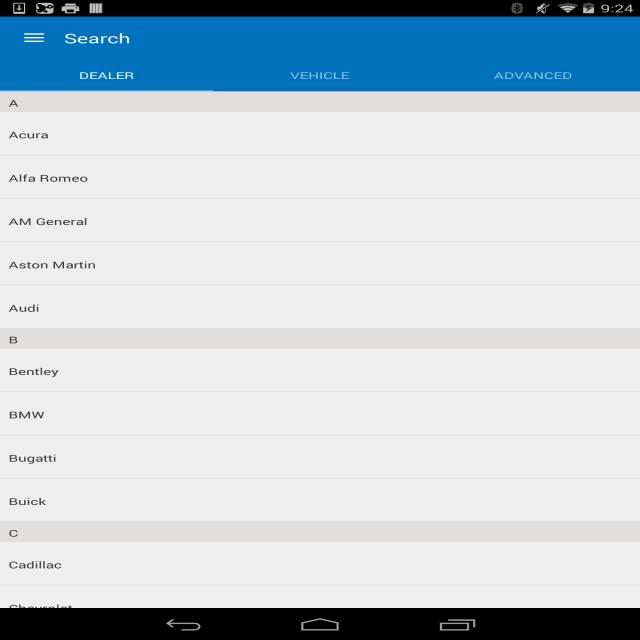 9:24
Search
DEALER VEHICLE ADVANCED
A
Acura
Alfa Romeo
AM General
Aston Martin
Audi
B
Bentley
BMW
Bugatti
Buick
C
Cadillac
Chevrolet